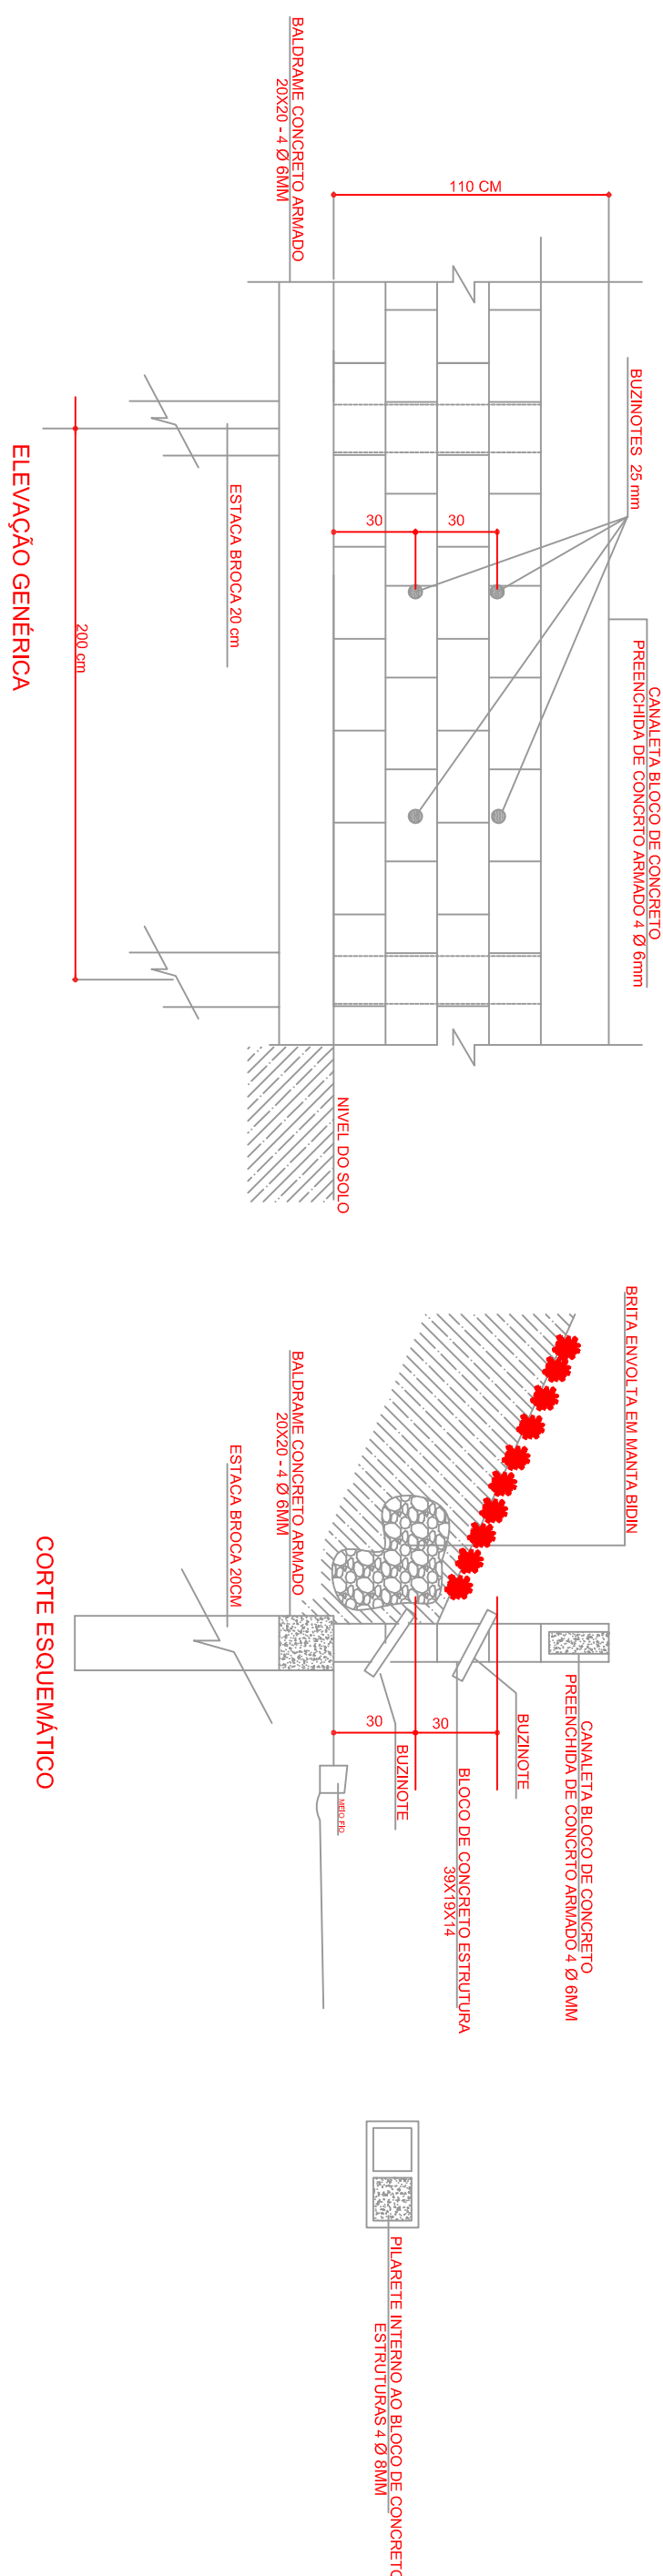 BALDRAME CONCRETO ARMADO
20X20 - 4 Ø 6MM
110 CM
BUZINOTES 25 mm
CANALETA BLOCO DE CONCRETO
PREENCHIDA DE CONCRTO ARMADO 4 Ø 6mm
30
30
ESTACA BROCA 20 cm
200 cm
NIVEL DO SOLO
ELEVAÇÃO GENÉRICA
BRITA ENVOLTA EM MANTA BIDIN
BALDRAME CONCRETO ARMADO
20X20 - 4 Ø 6MM
ESTACA BROCA 20CM
CANALETA BLOCO DE CONCRETO
PREENCHIDA DE CONCRTO ARMADO 4 Ø 6MM
BUZINOTE
BLOCO DE CONCRETO ESTRUTURA
39X19X14
30
30
BUZINOTE
MEIO FIO
CORTE ESQUEMÁTICO
PILARETE INTERNO AO BLOCO DE CONCRETO
ESTRUTURAS 4 Ø 8MM